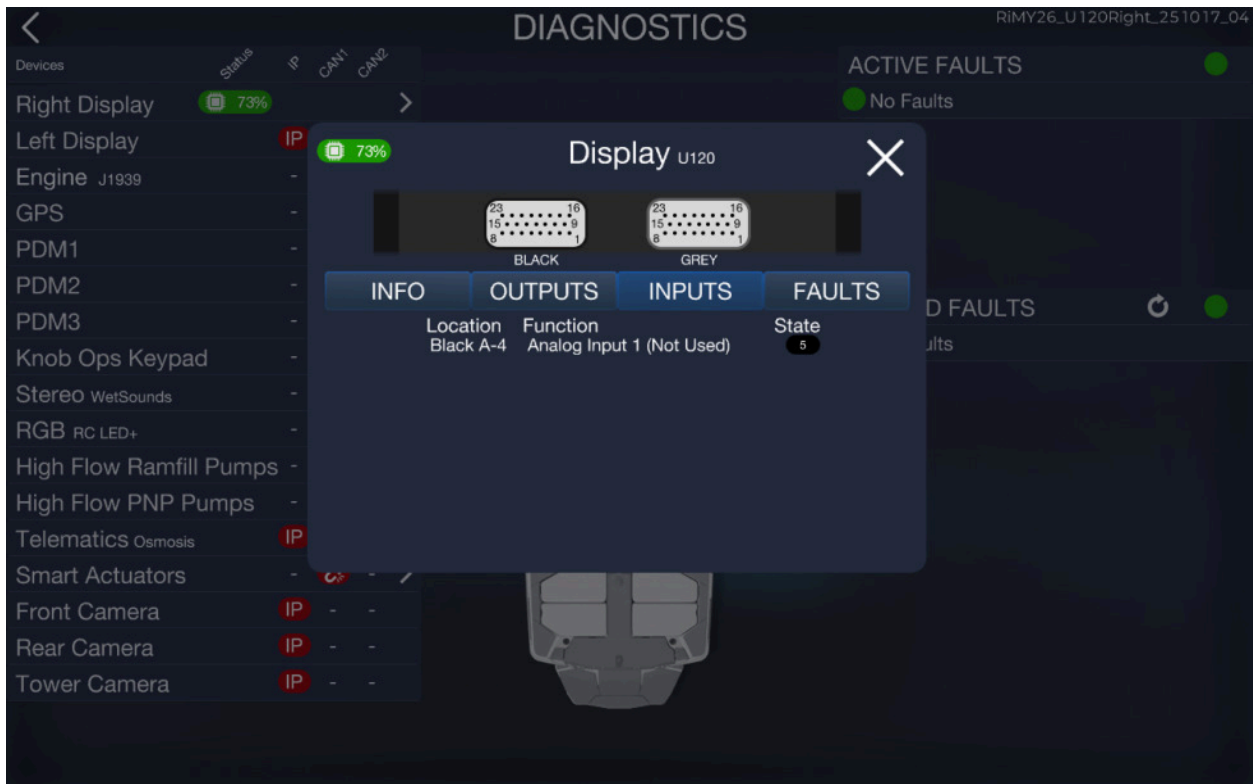 DIAGNOSTICS
RiMY26_U120Right_251017_04
Devices Status IP CAN1 CAN2
Right Display 73%
Left Display IP
Engine J1939 -
GPS -
PDM1 -
PDM2 -
PDM3 -
Knob Ops Keypad -
Stereo WetSounds -
RGB RC LED+ -
High Flow Ramfill Pumps -
High Flow PNP Pumps -
Telematics Osmosis IP
Smart Actuators - -
Front Camera IP - -
Rear Camera IP - -
Tower Camera IP - -
73%
Display U120
23 16
15 9
8 1
BLACK
23 16
15 9
8 1
GREY
INFO OUTPUTS INPUTS FAULTS
Location Function State
Black A-4 Analog Input 1 (Not Used) 5
ACTIVE FAULTS
No Faults
D FAULTS
ults